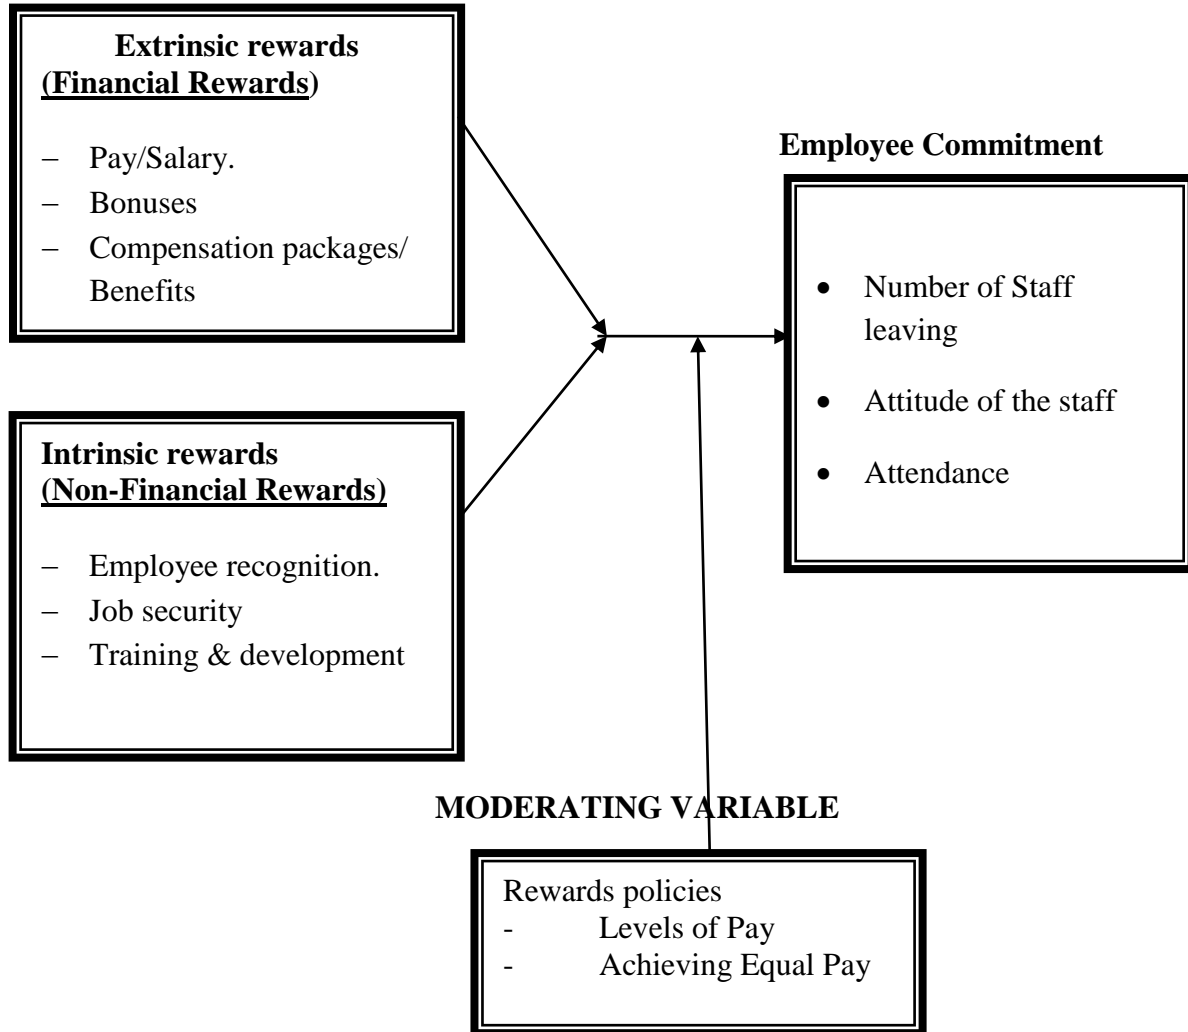 Extrinsic rewards
(Financial Rewards)
– Pay/Salary.
– Bonuses
– Compensation packages/
Benefits
Employee Commitment
• Number of Staff
leaving
• Attitude of the staff
• Attendance
Intrinsic rewards
(Non-Financial Rewards)
– Employee recognition.
– Job security
– Training & development
MODERATING VARIABLE
Rewards policies
- Levels of Pay
- Achieving Equal Pay